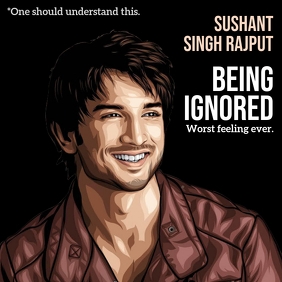 *One should understand this.
SUSHANT
SINGH RAJPUT
BEING
IGNORED
Worst feeling ever.